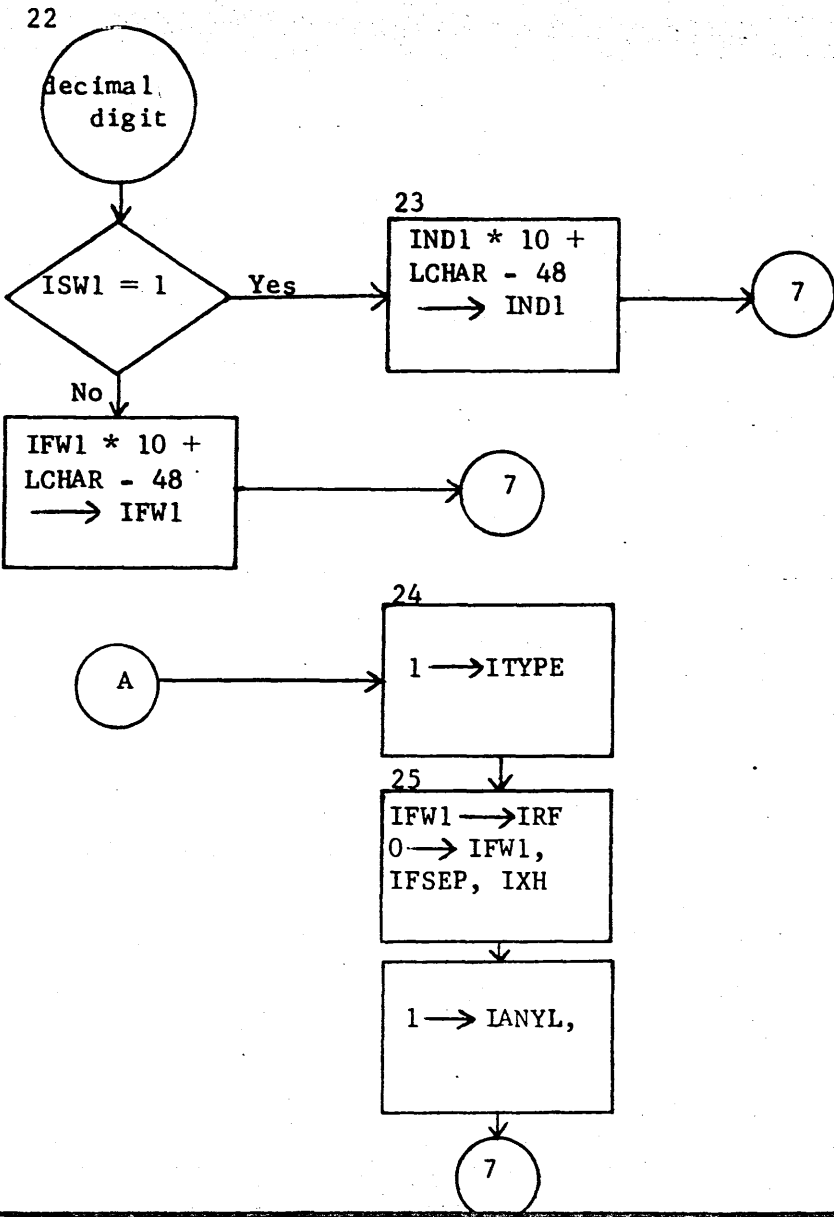 22
decimal
digit
ISW1 = 1
Yes
23
IND1 * 10 +
LCHAR - 48
⟶ IND1
7
No
IFW1 * 10 +
LCHAR - 48
⟶ IFW1
7
A
24
1 ⟶ ITYPE
25
IFW1 ⟶ IRF
0 ⟶ IFW1,
IFSEP, IXH
1 ⟶ IANYL,
7